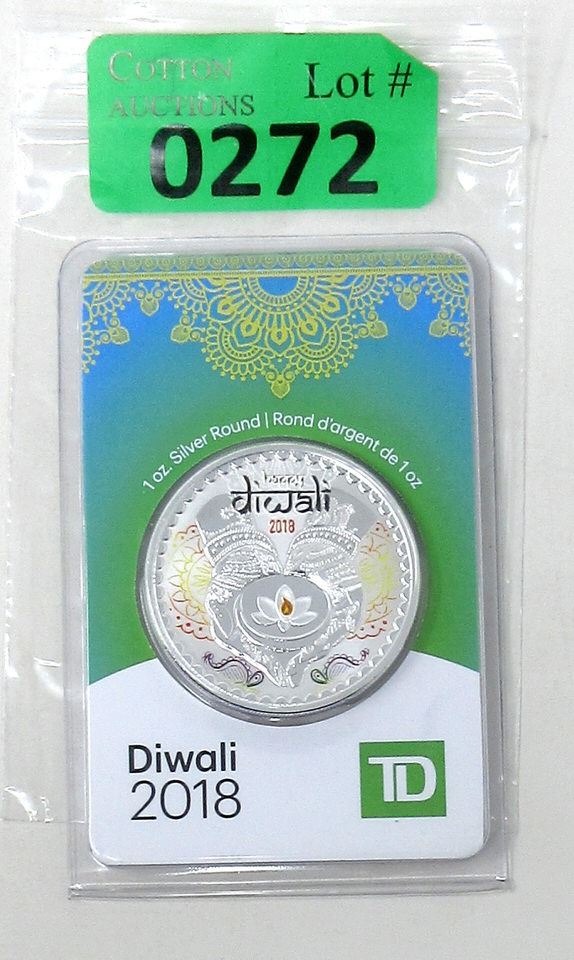 COTTON
AUCTIONS
Lot #
0272
1 oz. Silver Round | Rond d'argent de 1 oz
happy
diwali
2018
Diwali
2018
TD